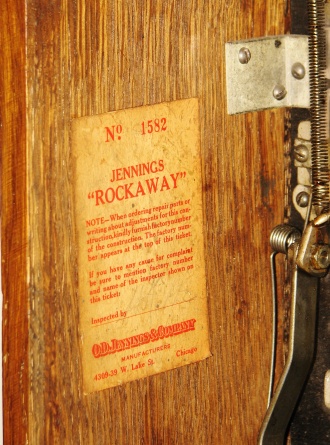 Nº 1582
JENNINGS
"ROCKAWAY"
NOTE—When ordering repair parts or
writing about adjustments for this con-
struction, kindly furnish factory number
of the construction. The factory num-
ber appears at the top of this ticket.
If you have any cause for complaint
be sure to mention factory number
and name of the inspector shown on
this ticket:
Inspected by
O.D. JENNINGS & COMPANY
MANUFACTURERS
4309-39 W. Lake St. Chicago